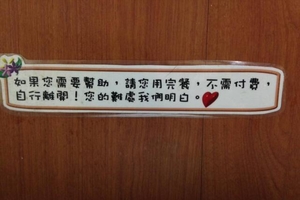 如果您需要幫助，請您用完餐，不需付費，
自行離開！您的難處我們明白。